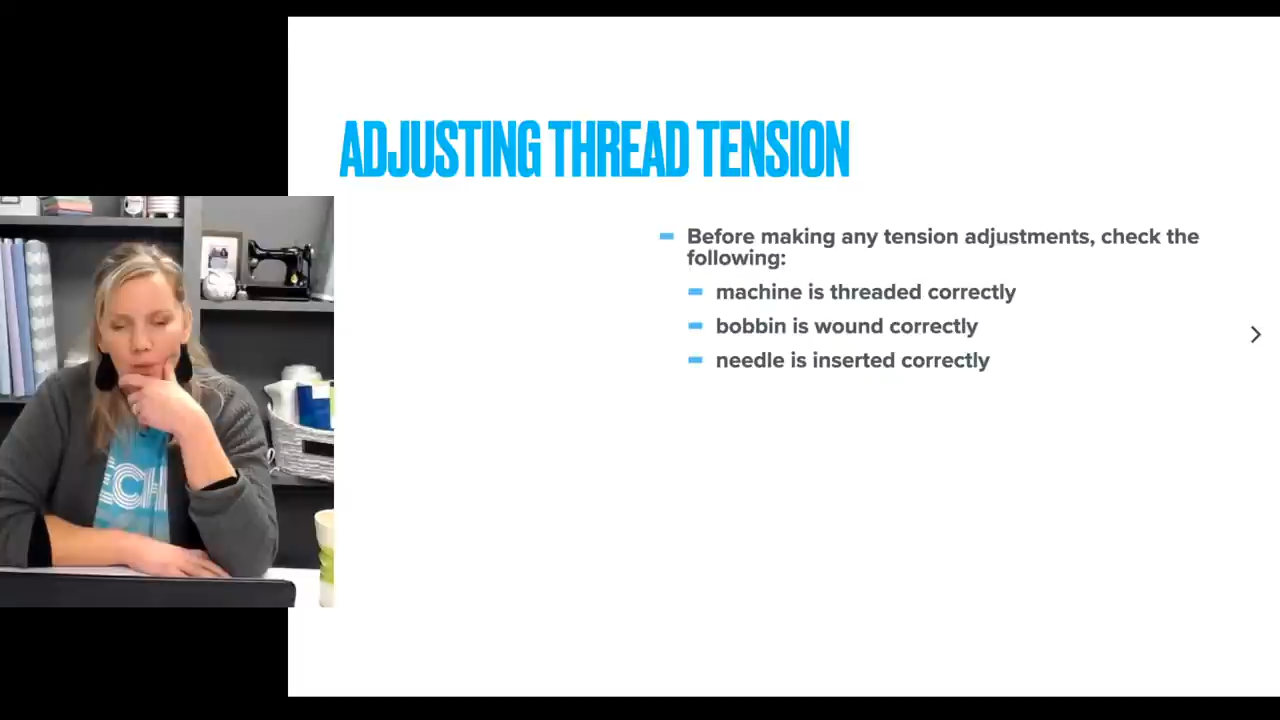 ADJUSTING THREAD TENSION
Before making any tension adjustments, check the
following:
machine is threaded correctly
bobbin is wound correctly
needle is inserted correctly